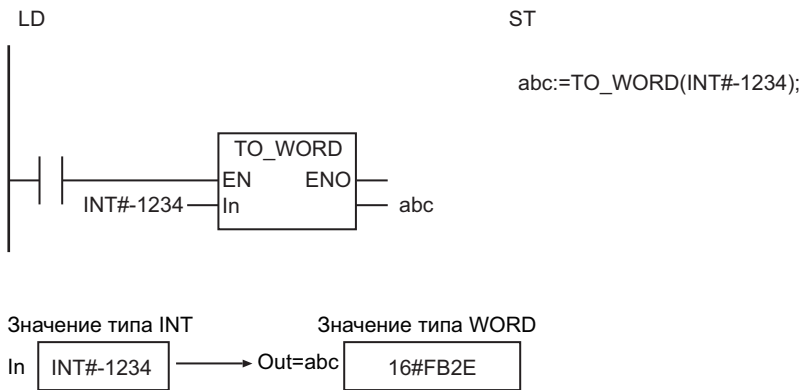 LD
ST
abc:=TO_WORD(INT#-1234);
TO_WORD
EN ENO
INT#-1234 In abc
Значение типа INT Значение типа WORD
In INT#-1234 Out=abc 16#FB2E